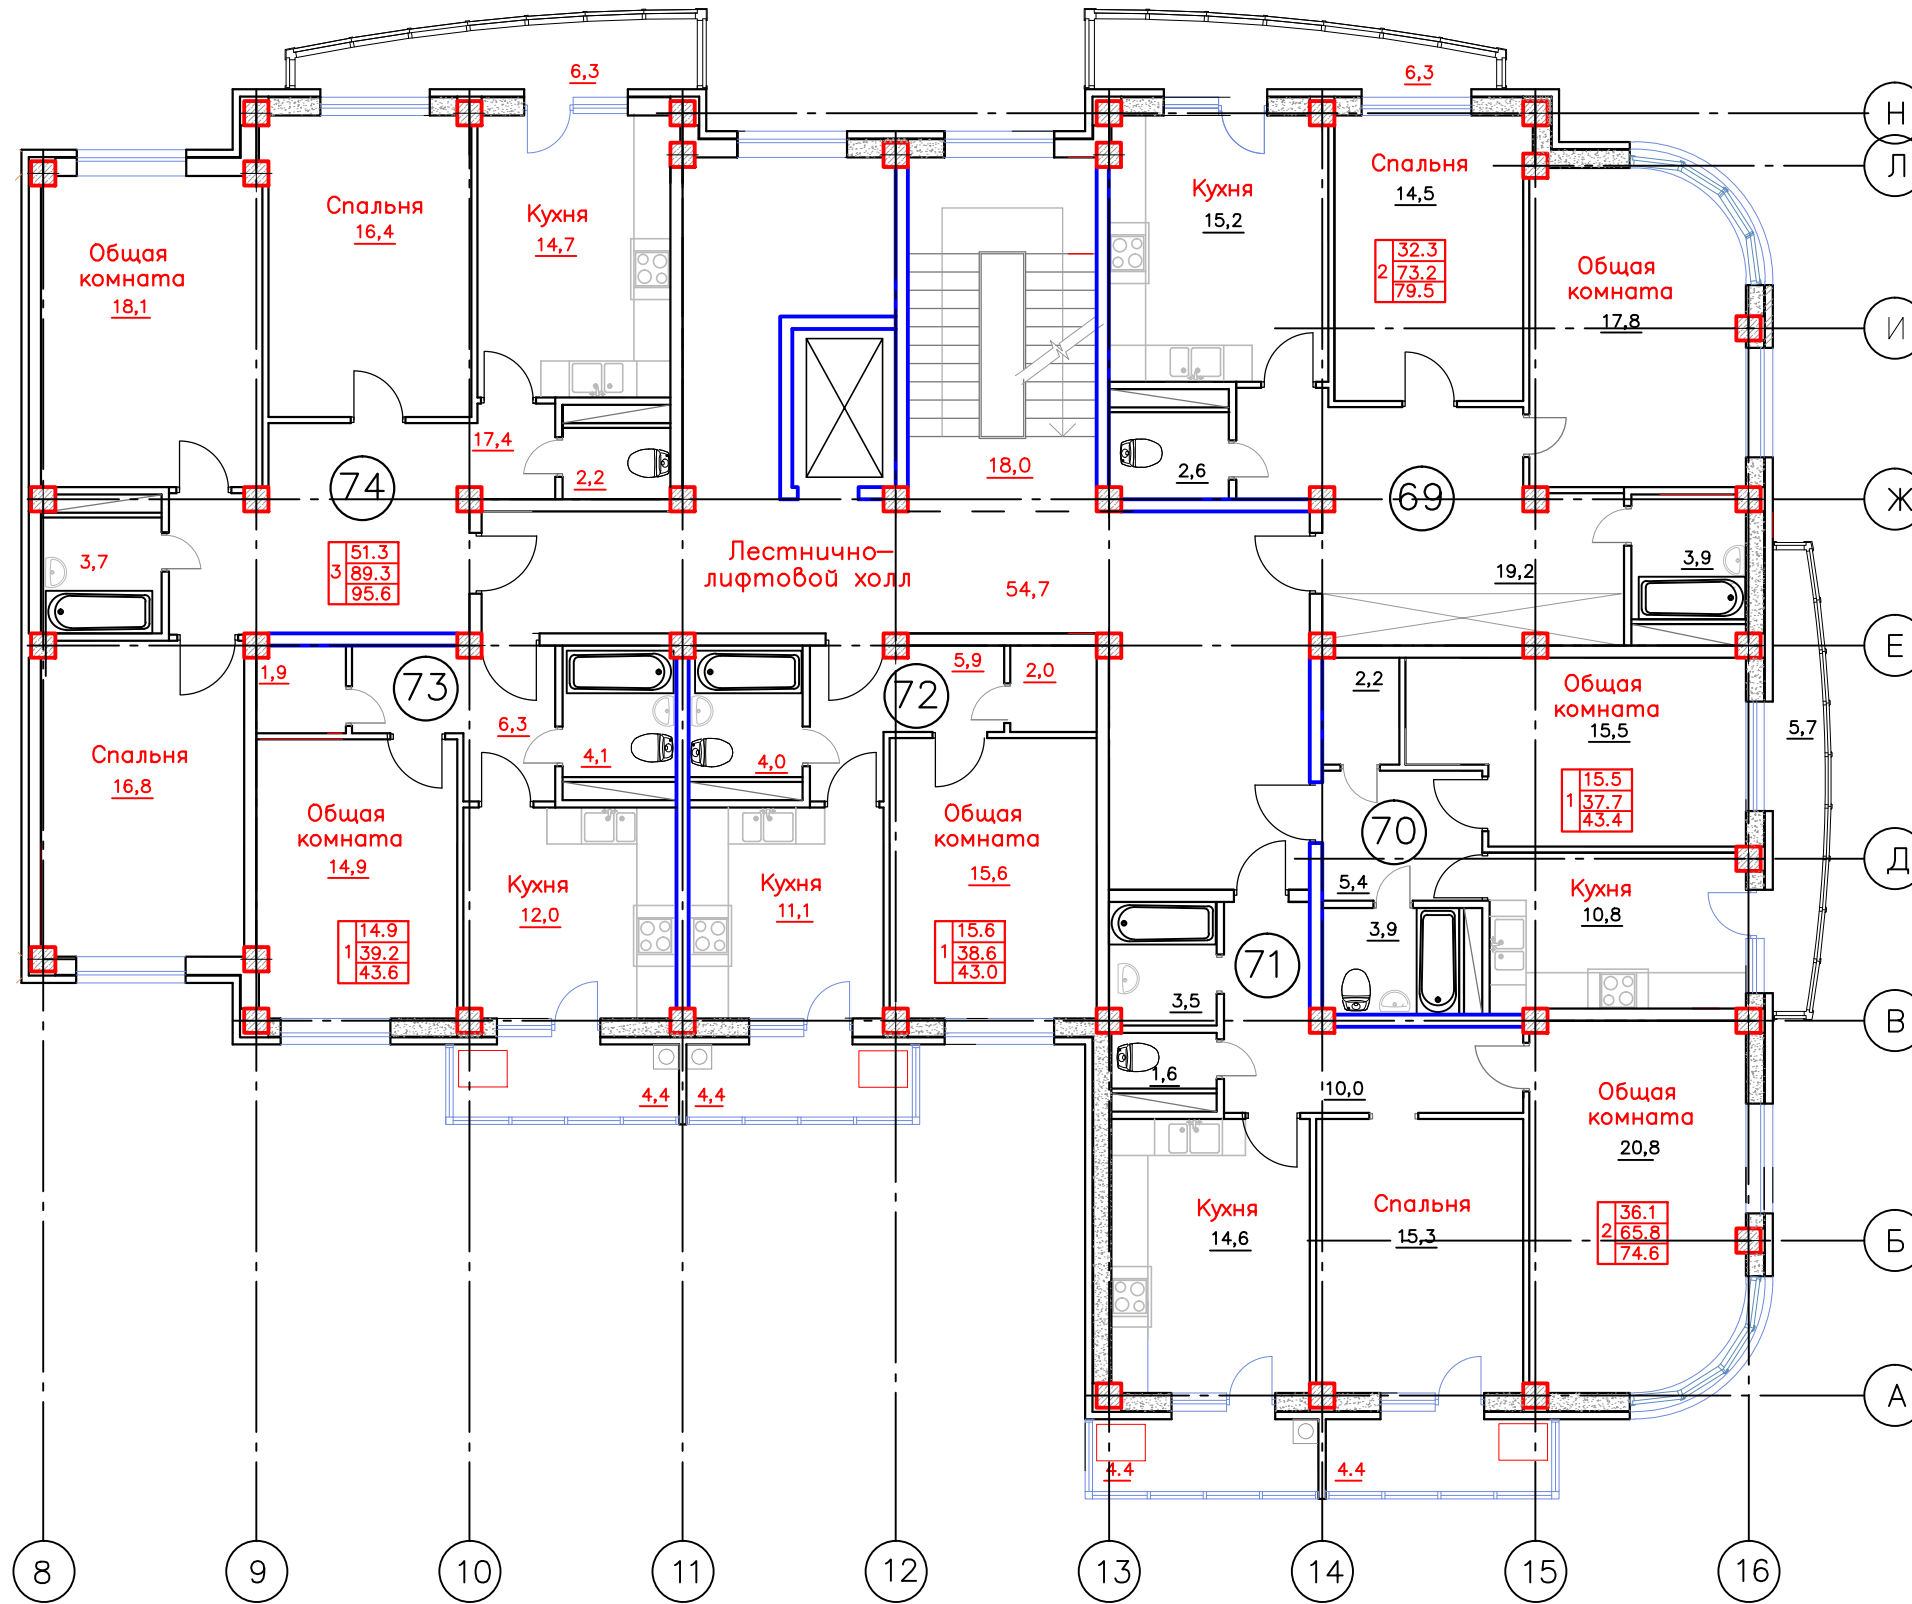 6,3
6,3
Н
Л
Спальня
14,5
Кухня
15,2
Спальня
16,4
Кухня
14,7
Общая
комната
18,1
32.3
2 73.2
79.5
Общая
комната
17,8
И
17,4
2,2
18,0
2,6
74
69
Ж
3,7
51.3
3 89.3
95.6
Лестнично—
лифтовой холл
54,7
19,2
3,9
Е
1,9
73
6,3
4,1
4,0
72
5,9
2,0
2,2
Общая
комната
15,5
5,7
Спальня
16,8
15.5
1 37.7
43.4
Общая
комната
14,9
Кухня
12,0
Кухня
11,1
Общая
комната
15,6
70
5,4
Д
Кухня
10,8
14.9
1 39.2
43.6
15.6
1 38.6
43.0
71
3,9
3,5
В
1,6
10,0
4,4
4,4
Общая
комната
20,8
Кухня
14,6
Спальня
15,3
36.1
2 65.8
74.6
Б
А
4.4
4.4
8
9
10
11
12
13
14
15
16